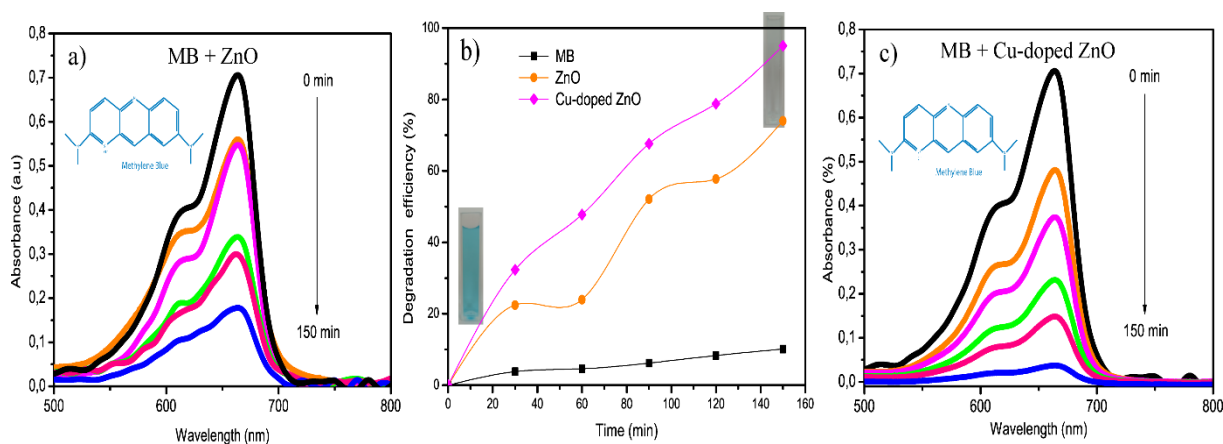 a)
MB + ZnO
0,8
0,7
0,6
0,5
0,4
0,3
0,2
0,1
0,0
Absorbance (a.u)
Methylene Blue
0 min
150 min
500
600
700
800
Wavelength (nm)
b)
MB
ZnO
Cu-doped ZnO
100
80
60
40
20
0
Degradation efficiency (%)
0
20
40
60
80
100
120
140
160
Time (min)
c)
MB + Cu-doped ZnO
0,8
0,7
0,6
0,5
0,4
0,3
0,2
0,1
0,0
Absorbance (%)
Methylene Blue
0 min
150 min
500
600
700
800
Wavelength (nm)